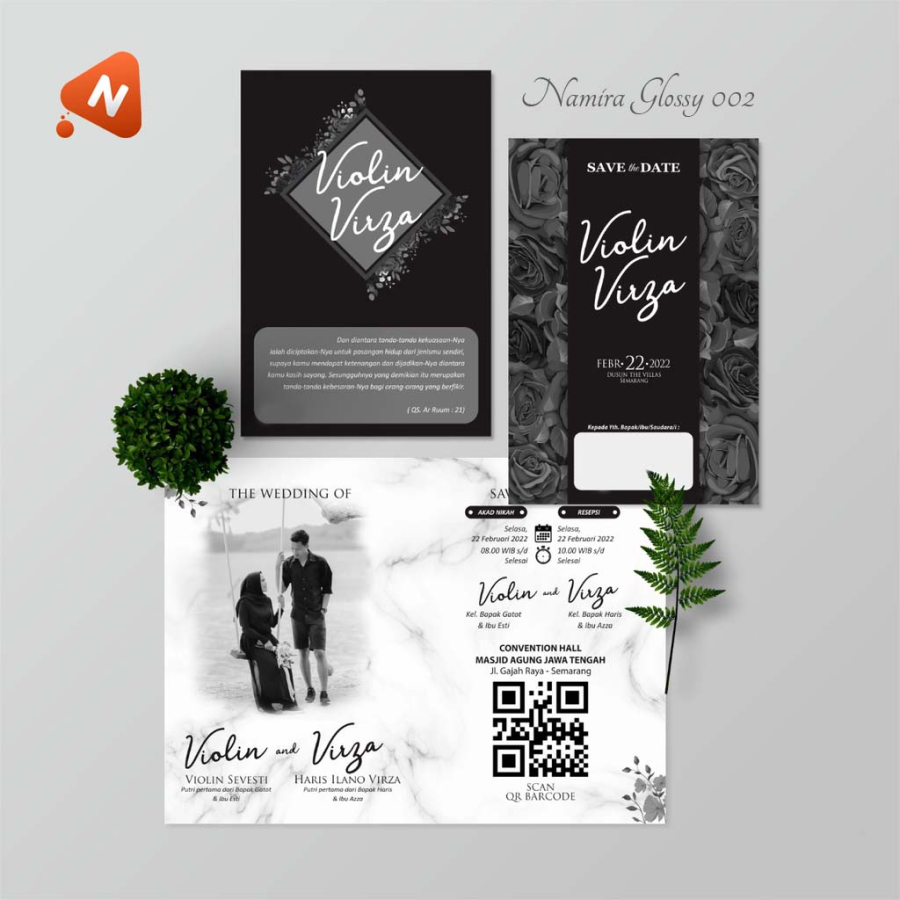 N
Namira Glossy 002
Violin
Virza
Dan diantara tanda-tanda kekuasaan-Nya
ialah diciptakan-Nya untuk pasangan hidup dari jenismu sendiri,
supaya kamu mendapat ketenangan dan dijadikan-Nya diantara
kamu kasih sayang. Sesungguhnya yang demikian itu merupakan
tanda-tanda kebesaran-Nya bagi orang-orang yang berfikir.
( QS. Ar Ruum : 21)
SAVE the DATE
Violin
Virza
FEBR • 22 • 2022
DUSUN THE VILLAS
SEMARANG
Kepada Yth. Bapak/Ibu/Saudara/i :
THE WEDDING OF
Violin and Virza
VIOLIN SEVESTI
Putri pertama dari Bapak Gatot
& Ibu Esti
HARIS ILANO VIRZA
Putri pertama dari Bapak Haris
& Ibu Azza
SAV
AKAD NIKAH
Selasa,
22 Februari 2022
08.00 WIB s/d
Selesai
RESEPSI
Selasa,
22 Februari 2022
10.00 WIB s/d
Selesai
Violin and Virza
Kel. Bapak Gatot
& Ibu Esti
Kel. Bapak Haris
& Ibu Azza
CONVENTION HALL
MASJID AGUNG JAWA TENGAH
Jl. Gajah Raya - Semarang
SCAN
QR BARCODE